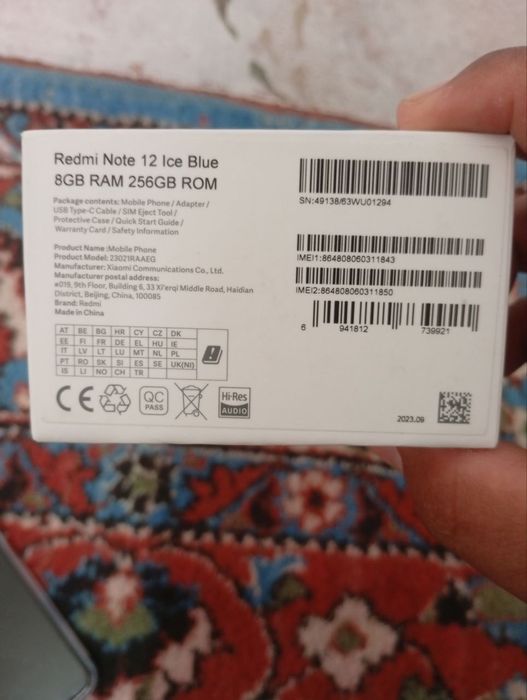 Redmi Note 12 Ice Blue
8GB RAM 256GB ROM
Package contents: Mobile Phone / Adapter /
USB Type-C Cable / SIM Eject Tool /
Protective Case / Quick Start Guide /
Warranty Card / Safety Information
Product Name :Mobile Phone
Product Model: 23021RAAEG
Manufacturer: Xiaomi Communications Co., Ltd.
Manufacturer postal address:
#019, 9th Floor, Building 6, 33 Xi'erqi Middle Road, Haidian
District, Beijing, China, 100085
Brand: Redmi
Made in China
AT BE BG HR CY CZ DK
EE FI FR DE EL HU IE
IT LV LT LU MT NL PL
PT RO SK SI ES SE UK(NI)
IS LI NO CH TR
CE
QC
PASS
Hi-Res
AUDIO
SN:49138/63WU01294
IMEI1:864808060311843
IMEI2:864808060311850
6 941812 739921
2023.09